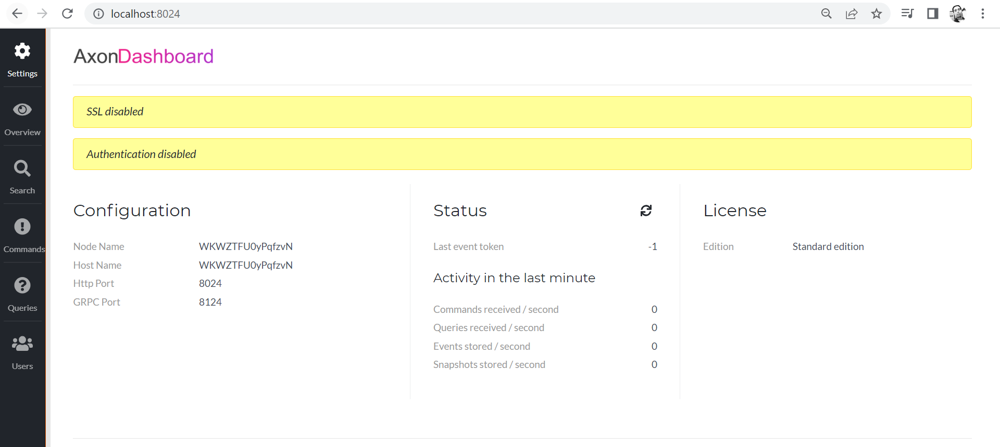 localhost:8024
Settings
Overview
Search
Commands
Queries
Users
AxonDashboard
SSL disabled
Authentication disabled
Configuration
Node Name WKWZTFU0yPqfzvN
Host Name WKWZTFU0yPqfzvN
Http Port 8024
GRPC Port 8124
Status
Last event token -1
Activity in the last minute
Commands received / second 0
Queries received / second 0
Events stored / second 0
Snapshots stored / second 0
License
Edition Standard edition